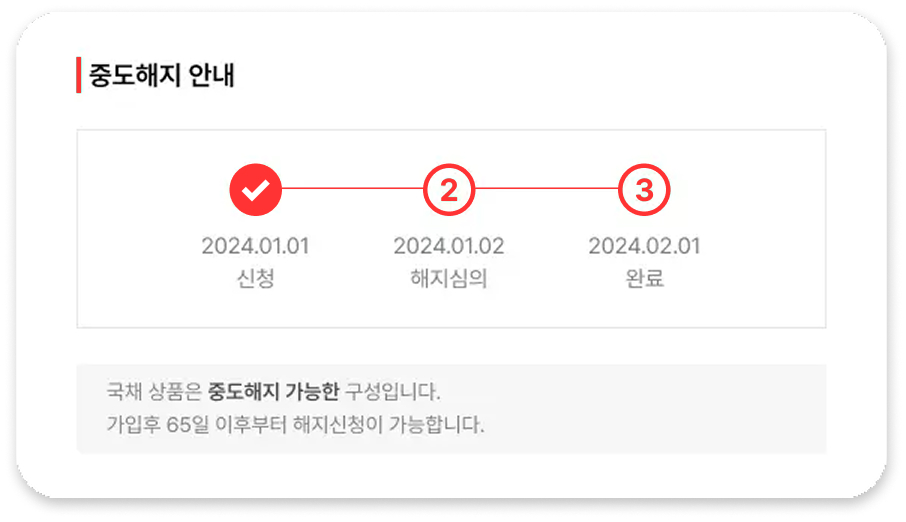 중도해지 안내
2 3
2024.01.01 2024.01.02 2024.02.01
신청 해지심의 완료
국채 상품은 중도해지 가능한 구성입니다.
가입후 65일 이후부터 해지신청이 가능합니다.